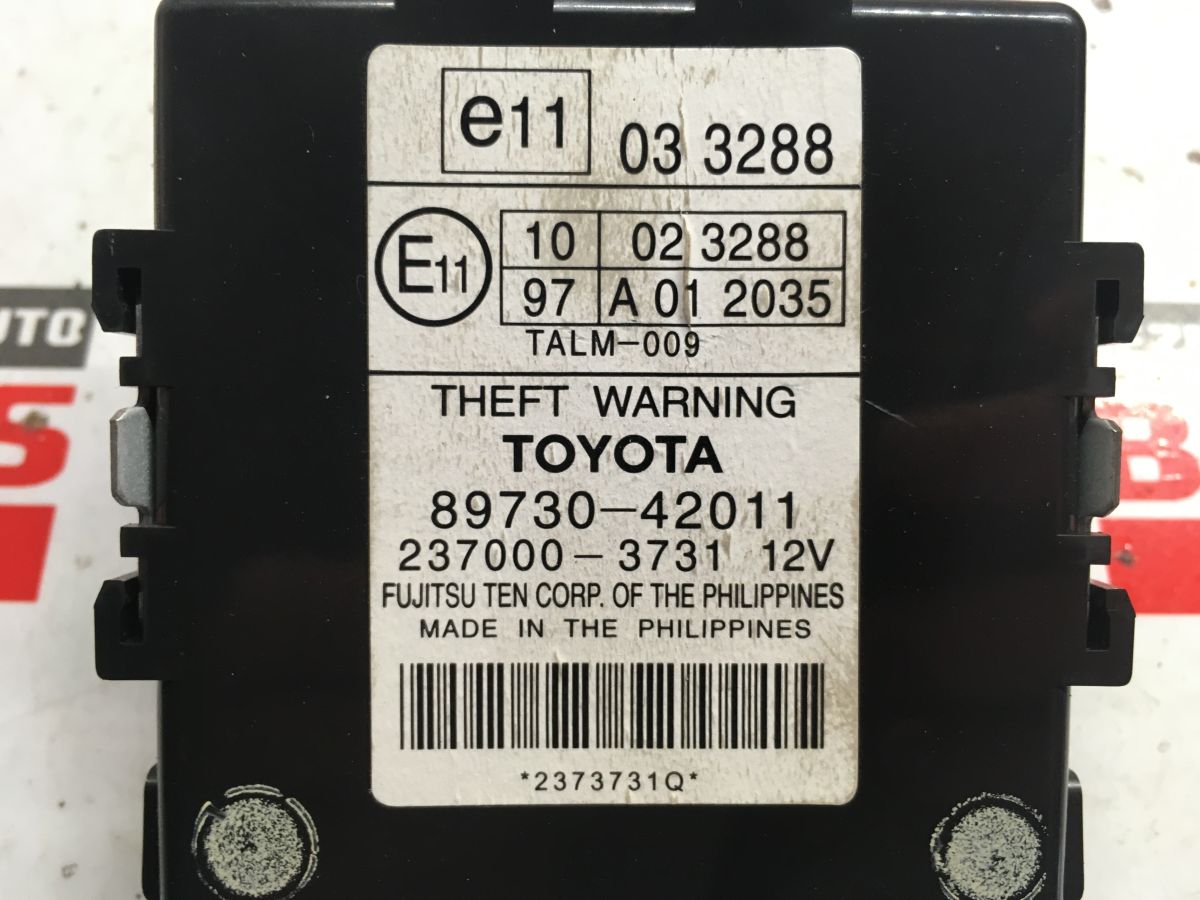 e11 03 3288
E11 10 02 3288
97 A 01 2035
TALM-009
THEFT WARNING
TOYOTA
89730-42011
237000-3731 12V
FUJITSU TEN CORP. OF THE PHILIPPINES
MADE IN THE PHILIPPINES
*2373731Q*
UTO
S
B